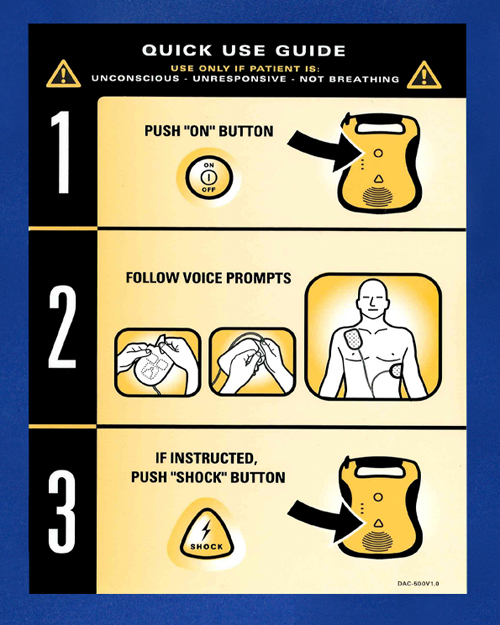 QUICK USE GUIDE
USE ONLY IF PATIENT IS:
UNCONSCIOUS - UNRESPONSIVE - NOT BREATHING
1
PUSH "ON" BUTTON
ON
OFF
2
FOLLOW VOICE PROMPTS
3
IF INSTRUCTED,
PUSH "SHOCK" BUTTON
SHOCK
DAC-500V1.0